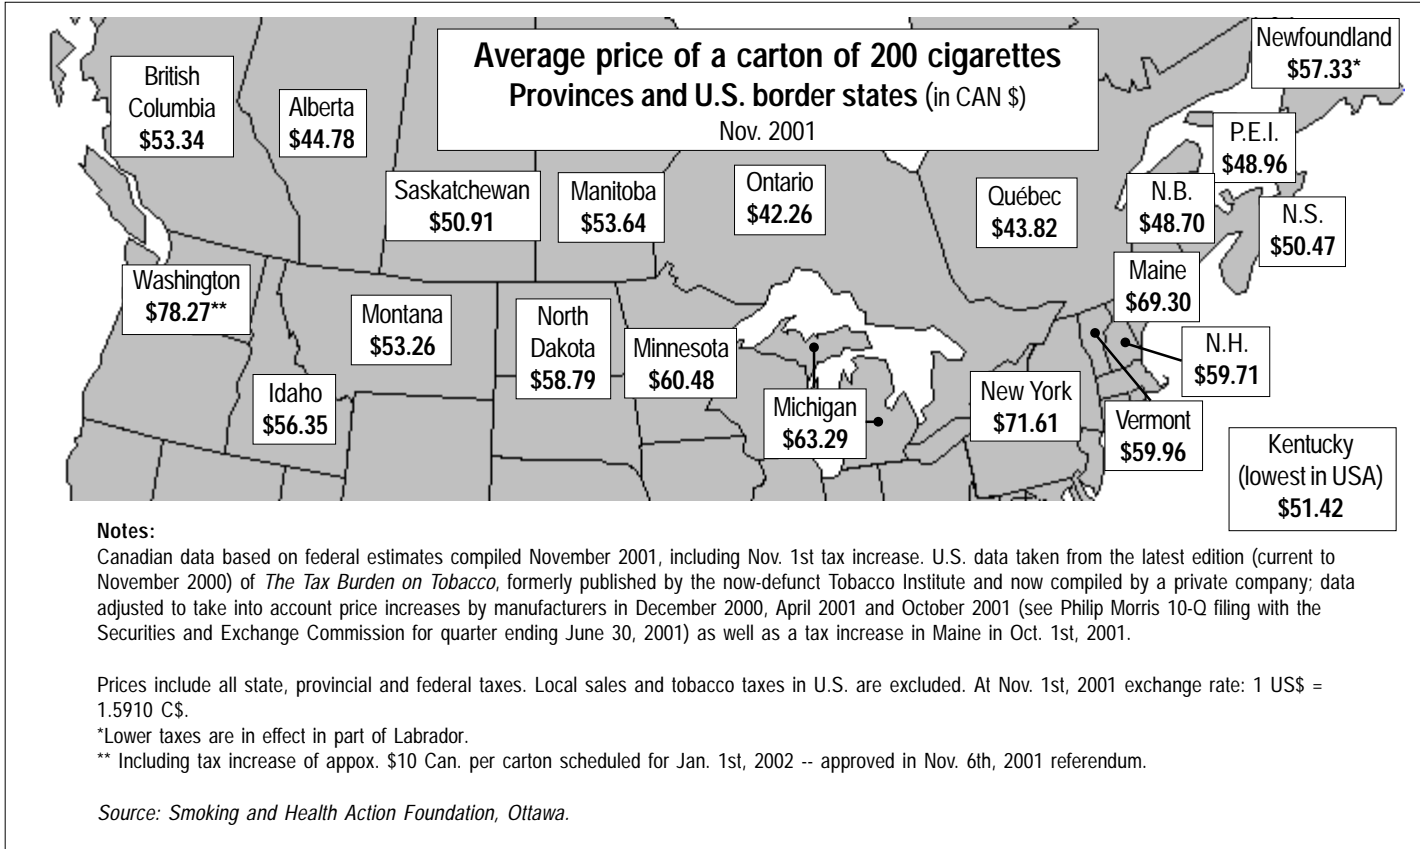 Average price of a carton of 200 cigarettes
Provinces and U.S. border states (in CAN $)
Nov. 2001
Newfoundland
$57.33*
British
Columbia
$53.34
Alberta
$44.78
P.E.I.
$48.96
Saskatchewan
$50.91
Manitoba
$53.64
Ontario
$42.26
Québec
$43.82
N.B.
$48.70
N.S.
$50.47
Washington
$78.27**
Montana
$53.26
North
Dakota
$58.79
Minnesota
$60.48
Maine
$69.30
N.H.
$59.71
Idaho
$56.35
Michigan
$63.29
New York
$71.61
Vermont
$59.96
Kentucky
(lowest in USA)
$51.42
Notes:
Canadian data based on federal estimates compiled November 2001, including Nov. 1st tax increase. U.S. data taken from the latest edition (current to
November 2000) of The Tax Burden on Tobacco, formerly published by the now-defunct Tobacco Institute and now compiled by a private company; data
adjusted to take into account price increases by manufacturers in December 2000, April 2001 and October 2001 (see Philip Morris 10-Q filing with the
Securities and Exchange Commission for quarter ending June 30, 2001) as well as a tax increase in Maine in Oct. 1st, 2001.
Prices include all state, provincial and federal taxes. Local sales and tobacco taxes in U.S. are excluded. At Nov. 1st, 2001 exchange rate: 1 US$ =
1.5910 C$.
*Lower taxes are in effect in part of Labrador.
** Including tax increase of appox. $10 Can. per carton scheduled for Jan. 1st, 2002 -- approved in Nov. 6th, 2001 referendum.
Source: Smoking and Health Action Foundation, Ottawa.